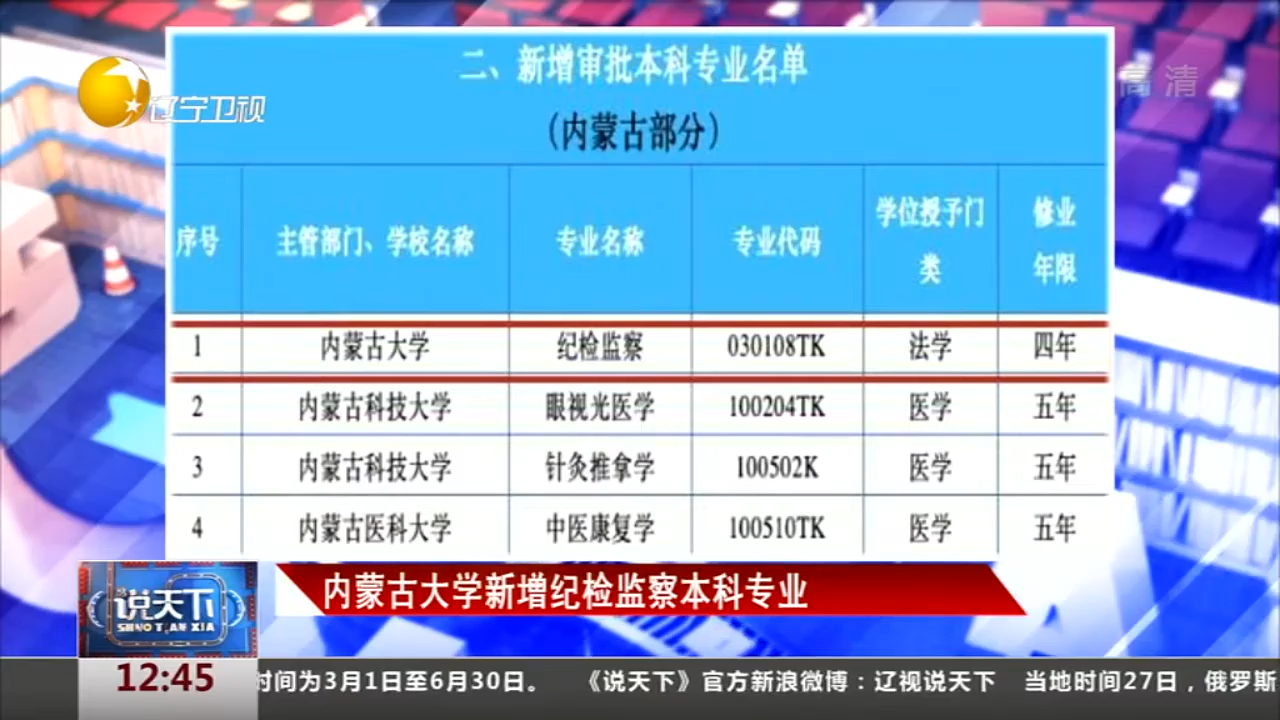 二、新增审批本科专业名单
(内蒙古部分)
辽宁卫视
高清
序号 主管部门、学校名称 专业名称 专业代码 学位授予门类 修业年限
1 内蒙古大学 纪检监察 030108TK 法学 四年
2 内蒙古科技大学 眼视光医学 100204TK 医学 五年
3 内蒙古科技大学 针灸推拿学 100502K 医学 五年
4 内蒙古医科大学 中医康复学 100510TK 医学 五年
内蒙古大学新增纪检监察本科专业
说天下
SHUO TIAN XIA
12:45
时间为3月1日至6月30日。 《说天下》官方新浪微博:辽视说天下 当地时间27日,俄罗斯